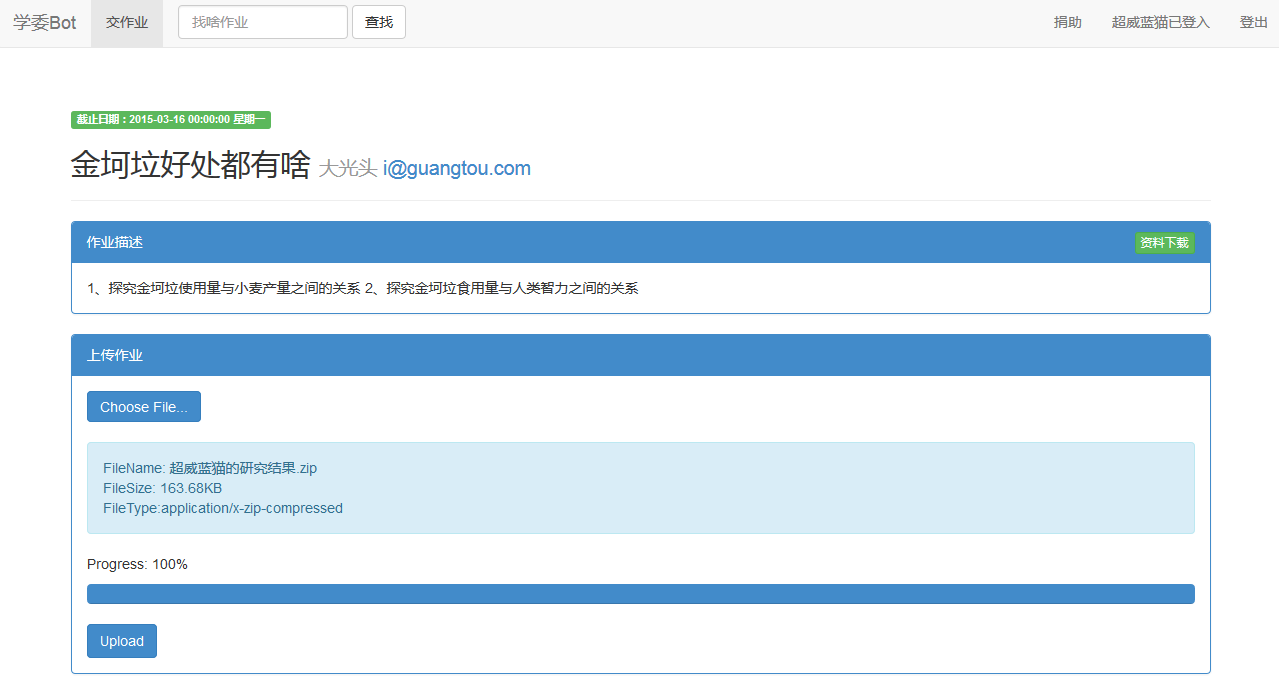 学委Bot 交作业 找啥作业 查找 捐助 超威蓝猫已登入 登出
截止日期：2015-03-16 00:00:00 星期一
金坷垃好处都有啥 大光头 i@guangtou.com
作业描述 资料下载
1、探究金坷垃使用量与小麦产量之间的关系 2、探究金坷垃食用量与人类智力之间的关系
上传作业
Choose File...
FileName: 超威蓝猫的研究结果.zip
FileSize: 163.68KB
FileType:application/x-zip-compressed
Progress: 100%
Upload